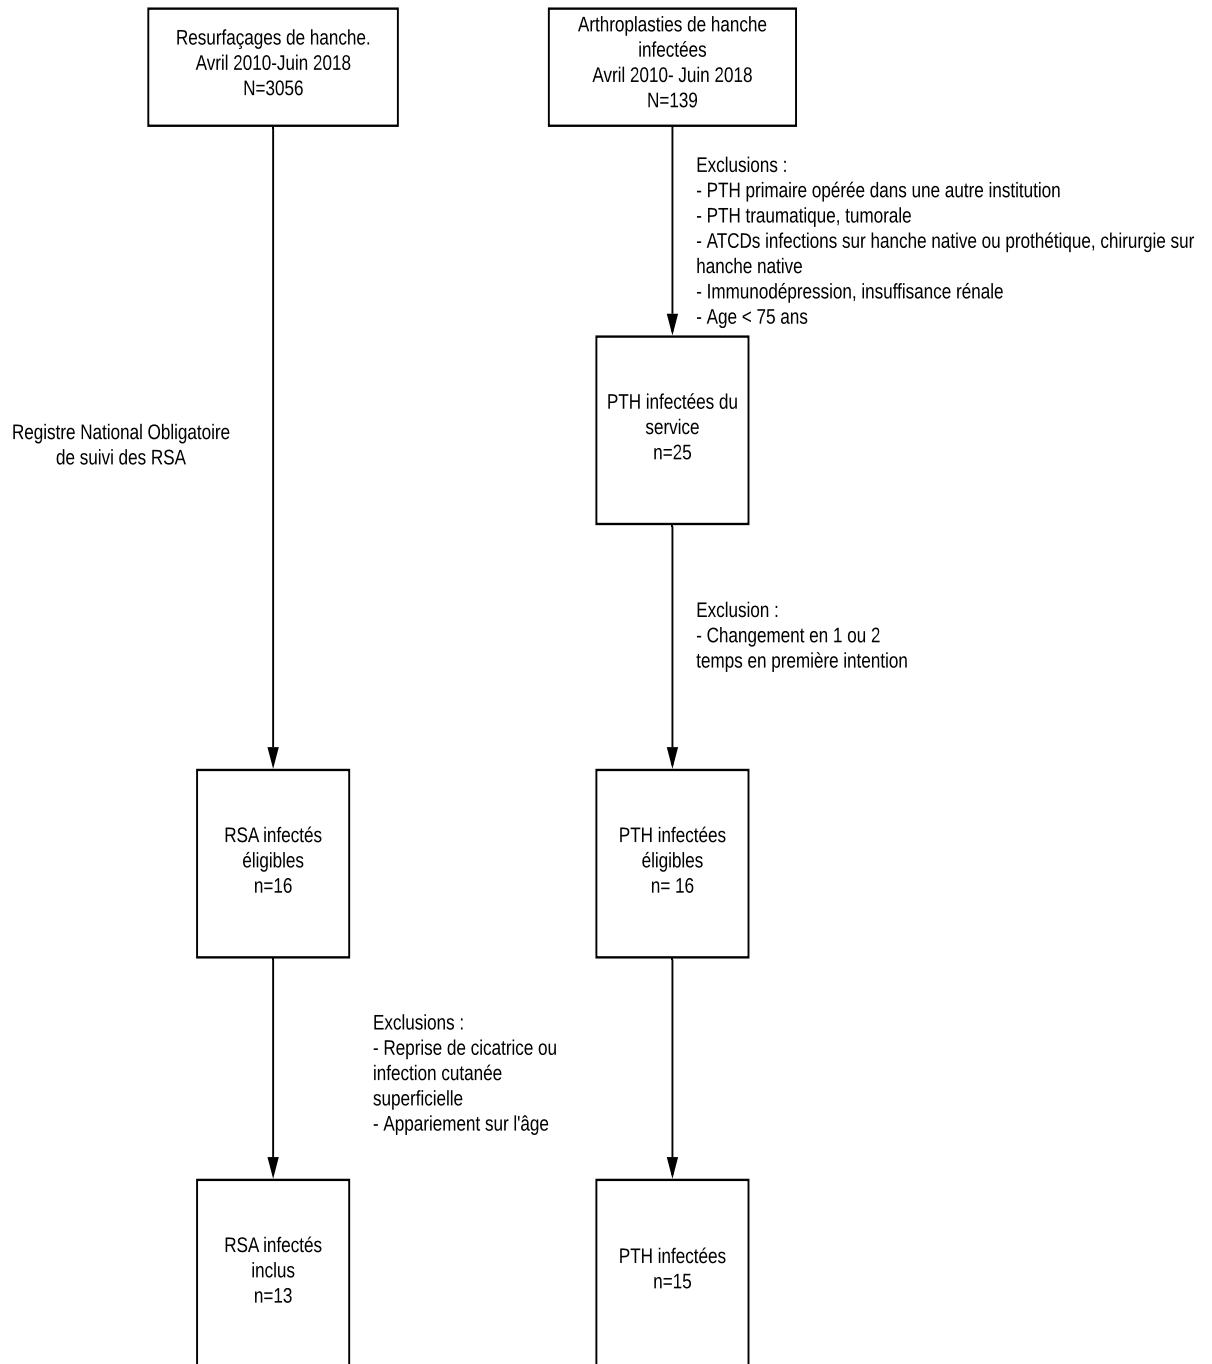 Resurfaçages de hanche.
Avril 2010-Juin 2018
N=3056
Arthroplasties de hanche
infectées
Avril 2010- Juin 2018
N=139
Exclusions :
- PTH primaire opérée dans une autre institution
- PTH traumatique, tumorale
- ATCDs infections sur hanche native ou prothétique, chirurgie sur
hanche native
- Immunodépression, insuffisance rénale
- Age < 75 ans
PTH infectées du
service
n=25
Registre National Obligatoire
de suivi des RSA
Exclusion :
- Changement en 1 ou 2
temps en première intention
RSA infectés
éligibles
n=16
PTH infectées
éligibles
n= 16
Exclusions :
- Reprise de cicatrice ou
infection cutanée
superficielle
- Appariement sur l'âge
RSA infectés
inclus
n=13
PTH infectées
n=15